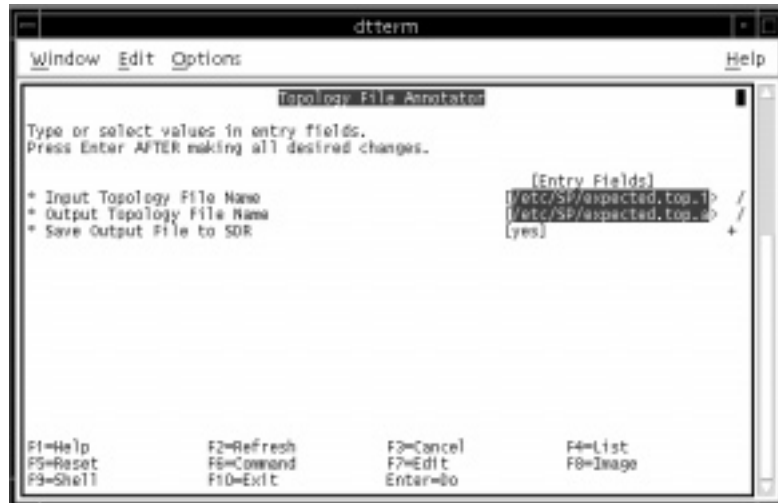 dtterm
Window Edit Options Help
Topology File Annotator
Type or select values in entry fields.
Press Enter AFTER making all desired changes.
[Entry Fields]
* Input Topology File Name [/etc/SP/expected.top.1> /
* Output Topology File Name [/etc/SP/expected.top.a> /
* Save Output File to SDR [yes] +
F1=Help F2=Refresh F3=Cancel F4=List
F5=Reset F6=Command F7=Edit F8=Image
F9=Shell F10=Exit Enter=Do